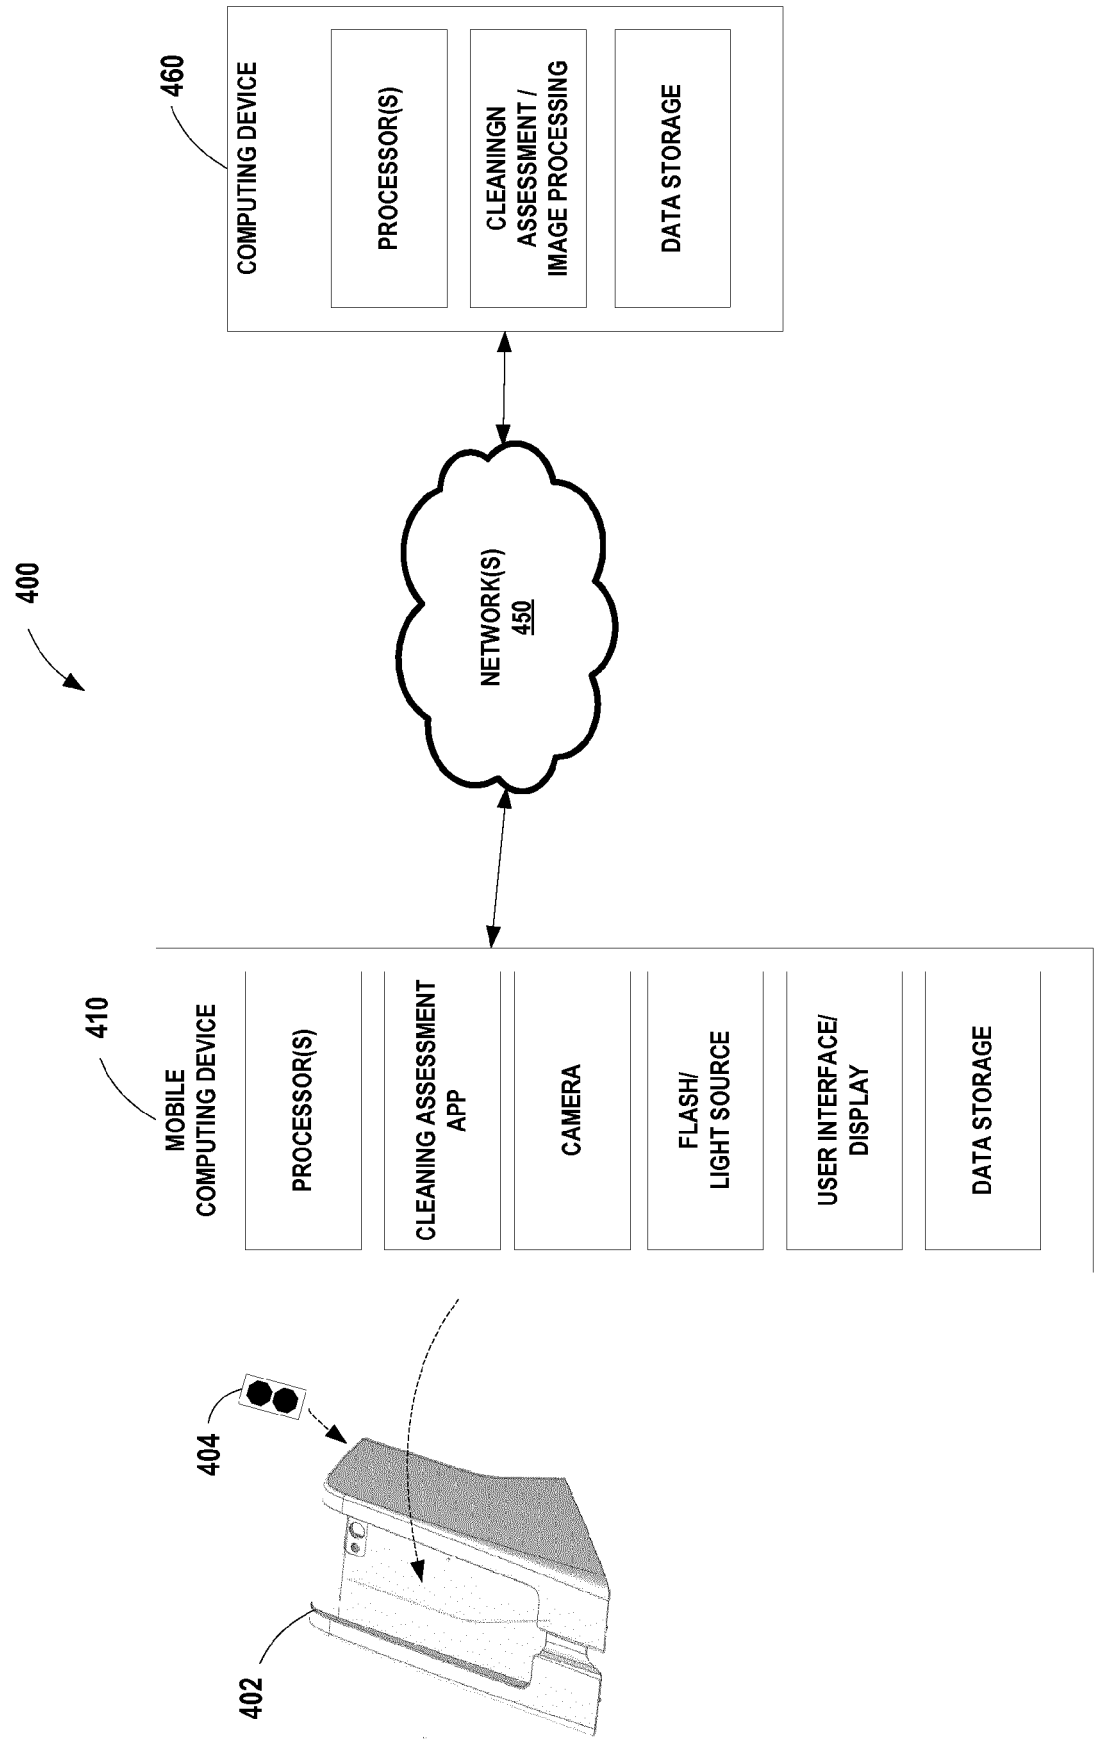 400
402
404
410
MOBILE
COMPUTING DEVICE
PROCESSOR(S)
CLEANING ASSESSMENT
APP
CAMERA
FLASH/
LIGHT SOURCE
USER INTERFACE/
DISPLAY
DATA STORAGE
NETWORK(S)
450
460
COMPUTING DEVICE
PROCESSOR(S)
CLEANINGN
ASSESSMENT /
IMAGE PROCESSING
DATA STORAGE